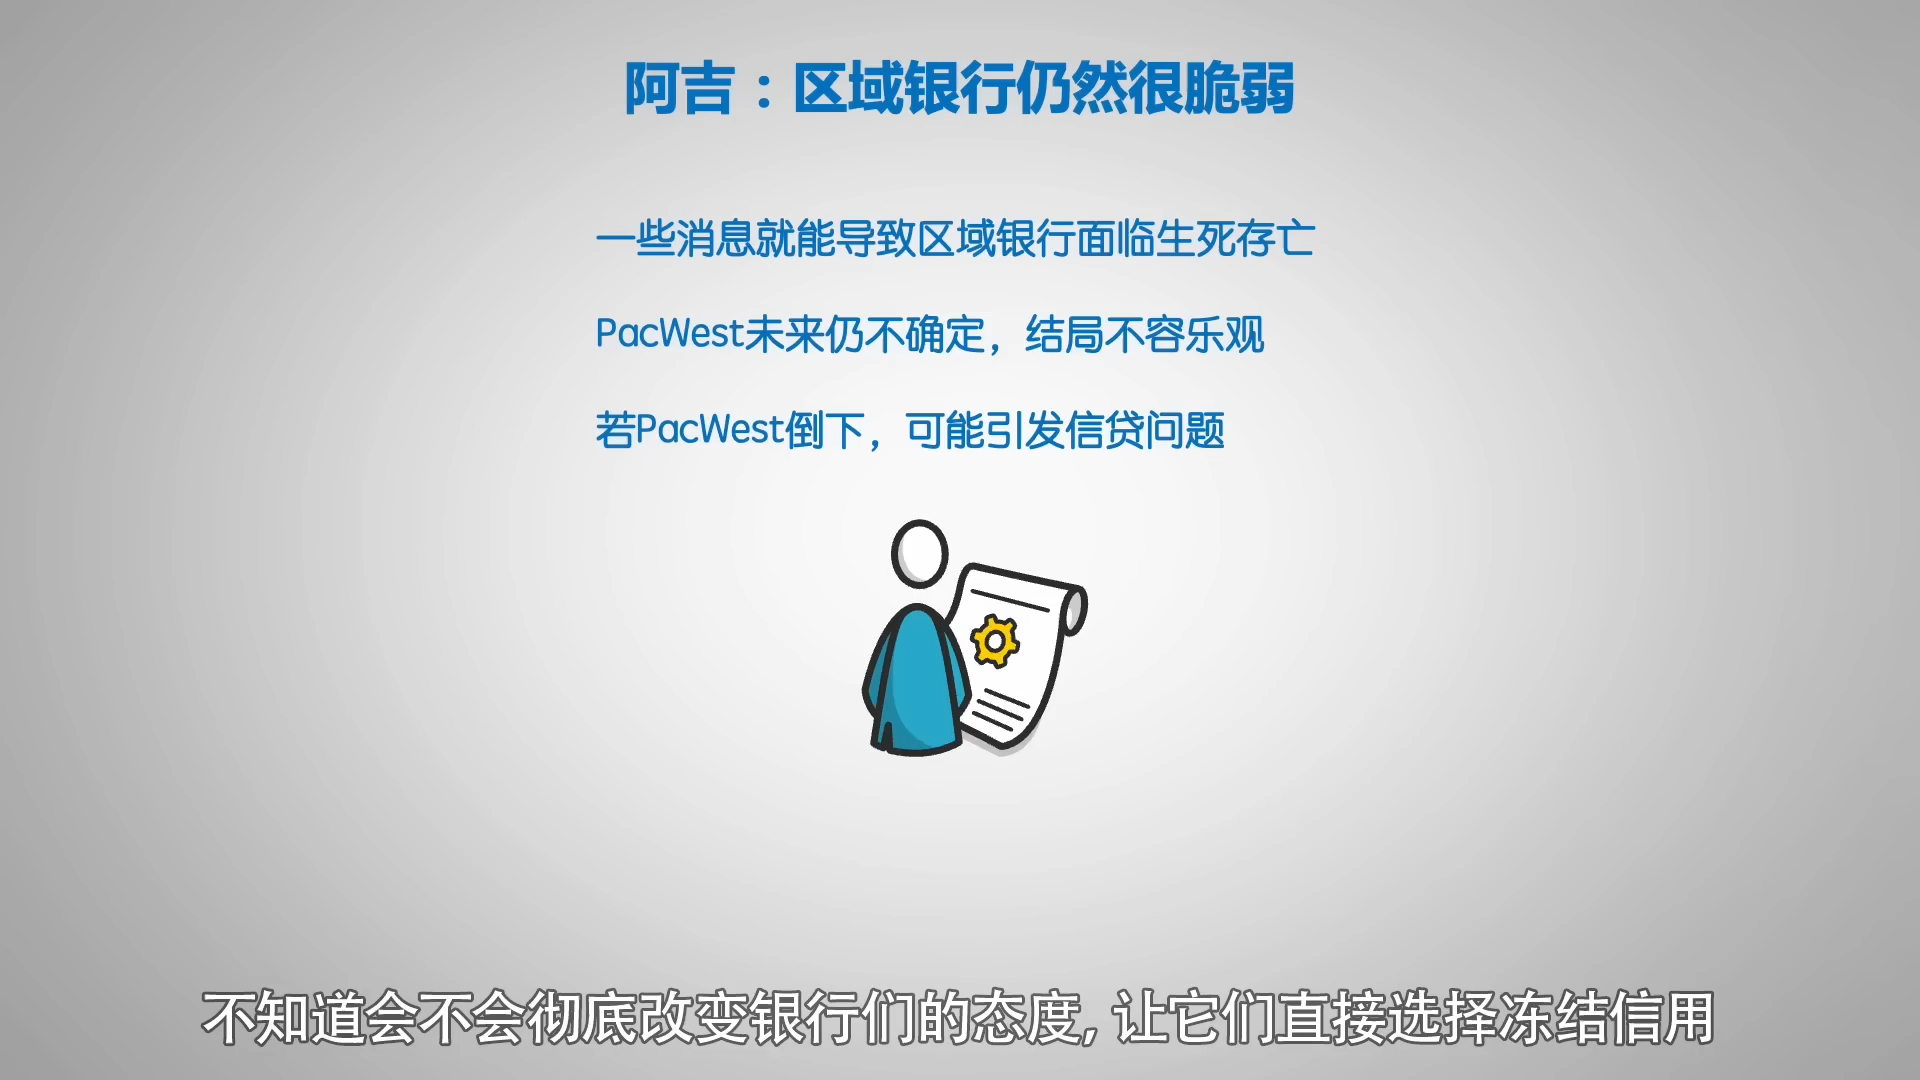 阿吉：区域银行仍然很脆弱
一些消息就能导致区域银行面临生死存亡
PacWest未来仍不确定，结局不容乐观
若PacWest倒下，可能引发信贷问题
不知道会不会彻底改变银行们的态度，让它们直接选择冻结信用